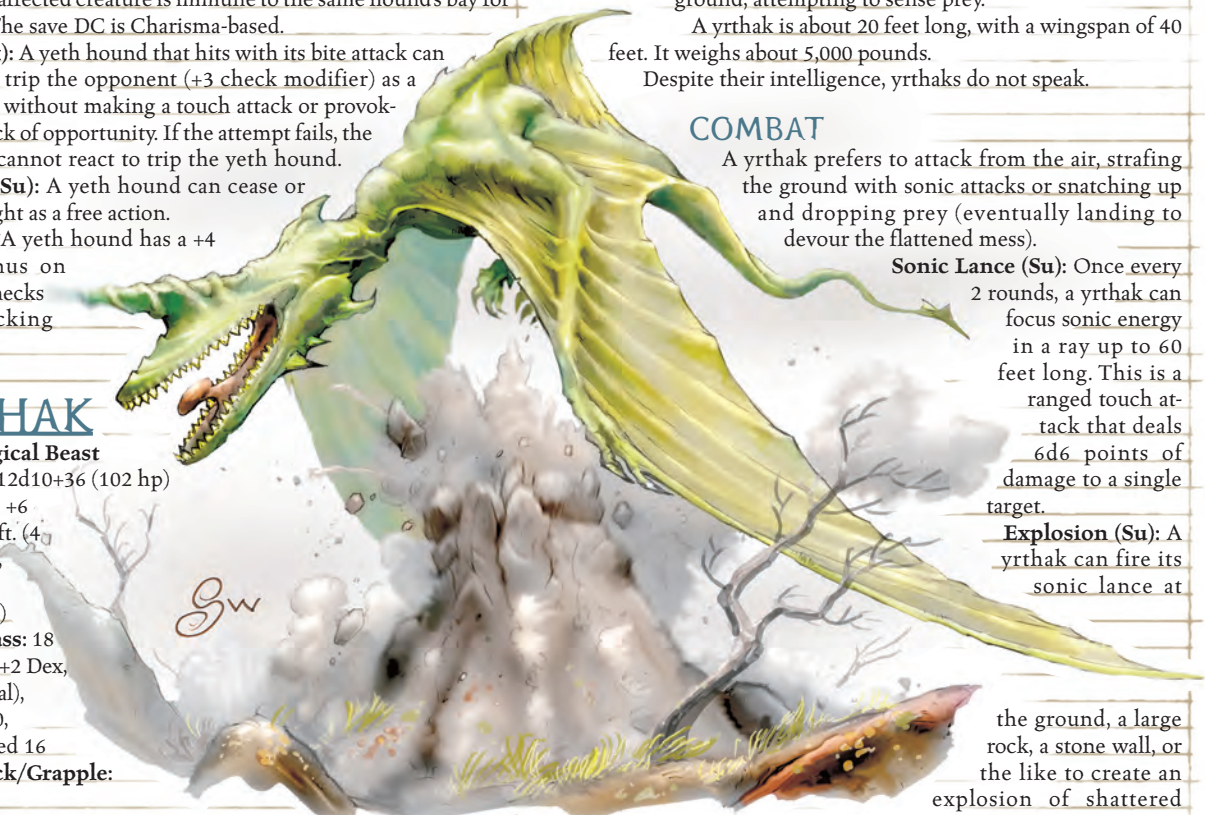 affected creature is immune to the same hound's bay for
The save DC is Charisma-based.
: A yeth hound that hits with its bite attack can
trip the opponent (+3 check modifier) as a
without making a touch attack or provok-
ck of opportunity. If the attempt fails, the
cannot react to trip the yeth hound.
Su): A yeth hound can cease or
ght as a free action.
A yeth hound has a +4
nus on
hecks
cking
HAK
gical Beast
12d10+36 (102 hp)
+6
ft. (4
ass: 18
+2 Dex,
al),
0,
ed 16
ck/Grapple:
Sw
ground, attempting to sense prey.
A yrthak is about 20 feet long, with a wingspan of 40
feet. It weighs about 5,000 pounds.
Despite their intelligence, yrthaks do not speak.
COMBAT
A yrthak prefers to attack from the air, strafing
the ground with sonic attacks or snatching up
and dropping prey (eventually landing to
devour the flattened mess).
Sonic Lance (Su): Once every
2 rounds, a yrthak can
focus sonic energy
in a ray up to 60
feet long. This is a
ranged touch at-
tack that deals
6d6 points of
damage to a single
target.
Explosion (Su): A
yrthak can fire its
sonic lance at
the ground, a large
rock, a stone wall, or
the like to create an
explosion of shattered